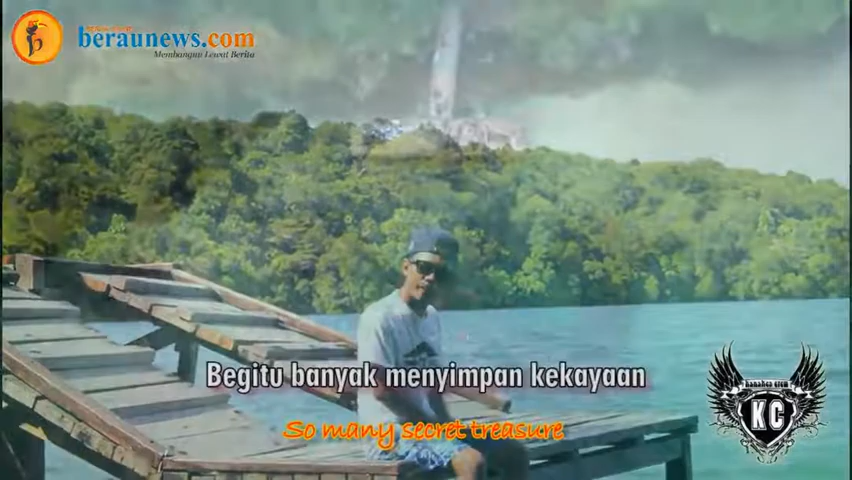 beraunews.com
Membangun Lewat Berita
Begitu banyak menyimpan kekayaan
So many secret treasure
KC